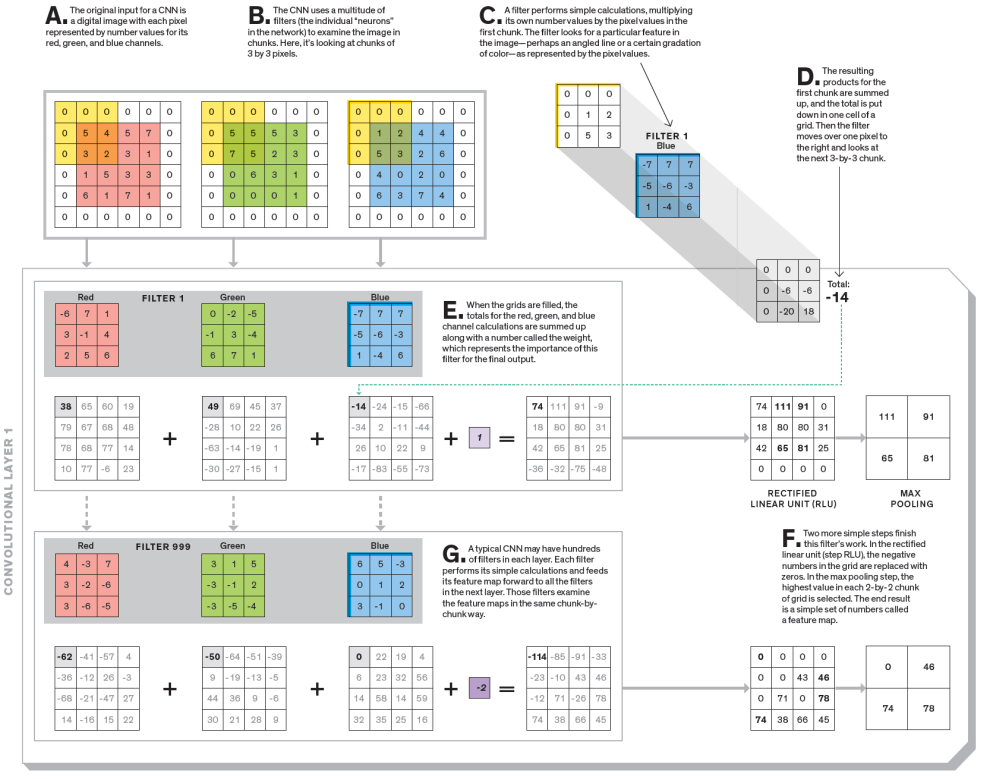 A. The original input for a CNN is
a digital image with each pixel
represented by number values for its
red, green, and blue channels.
B. The CNN uses a multitude of
filters (the individual “neurons”
in the network) to examine the image in
chunks. Here, it’s looking at chunks of
3 by 3 pixels.
C. A filter performs simple calculations, multiplying
its own number values by the pixel values in the
first chunk. The filter looks for a particular feature in
the image—perhaps an angled line or a certain gradation
of color—as represented by the pixel values.
D. The resulting
products for the
first chunk are summed
up, and the total is put
down in one cell of a
grid. Then the filter
moves over one pixel to
the right and looks at
the next 3-by-3 chunk.
0 0 0 0 0 0
0 5 4 5 7 0
0 3 2 3 1 0
0 1 5 3 3 0
0 6 1 7 1 0
0 0 0 0 0 0
0 0 0 0 0 0
0 5 5 5 3 0
0 7 5 2 3 0
0 0 6 3 1 0
0 0 0 0 1 0
0 0 0 0 0 0
0 0 0 0 0 0
0 1 2 4 4 0
0 5 3 2 6 0
0 4 0 2 0 0
0 6 3 7 4 0
0 0 0 0 0 0
0 0 0
0 1 2
0 5 3
FILTER 1
Blue
-7 7 7
-5 -6 -3
1 -4 6
0 0 0
0 -6 -6
0 -20 18
Total:
-14
CONVOLUTIONAL LAYER 1
Red
FILTER 1
Green
Blue
-6 7 1
3 -1 4
2 5 6
0 -2 -5
-1 3 -4
6 7 1
-7 7 7
-5 -6 -3
1 -4 6
E. When the grids are filled, the
totals for the red, green, and blue
channel calculations are summed up
along with a number called the weight,
which represents the importance of this
filter for the final output.
38 65 60 19
79 67 68 48
78 68 77 14
10 77 -6 23
+
49 69 45 37
-28 10 22 26
-63 -14 -19 1
-30 -27 -15 1
+
-14 -24 -15 -66
-34 2 -11 -44
26 10 22 9
-17 -83 -55 -73
+ 1 =
74 111 91 -9
18 80 80 31
42 65 81 25
-36 -32 -75 -48
74 111 91 0
18 80 80 31
42 65 81 25
0 0 0 0
RECTIFIED
LINEAR UNIT (RLU)
111 91
65 81
MAX
POOLING
Red
FILTER 999
Green
Blue
4 -3 7
3 -2 -6
3 -6 -5
3 1 5
-3 -1 2
-3 -5 -4
6 5 -3
0 1 2
3 -1 0
G. A typical CNN may have hundreds
of filters in each layer. Each filter
performs its simple calculations and feeds
its feature map forward to all the filters
in the next layer. Those filters examine
the feature maps in the same chunk-by-
chunk way.
F. Two more simple steps finish
this filter’s work. In the rectified
linear unit (step RLU), the negative
numbers in the grid are replaced with
zeros. In the max pooling step, the
highest value in each 2-by-2 chunk
of grid is selected. The end result
is a simple set of numbers called
a feature map.
-62 -41 -57 4
-36 -12 26 -3
-68 -21 -47 27
14 -16 15 22
+
-50 -64 -51 -39
9 -19 -13 -5
44 36 9 -6
30 21 28 9
+
0 22 19 4
6 23 32 56
14 58 14 59
32 35 25 16
+ -2 =
-114 -85 -91 -33
-23 -10 43 46
-12 71 -26 78
74 38 66 45
0 0 0 0
0 0 43 46
0 71 0 78
74 38 66 45
0 46
74 78